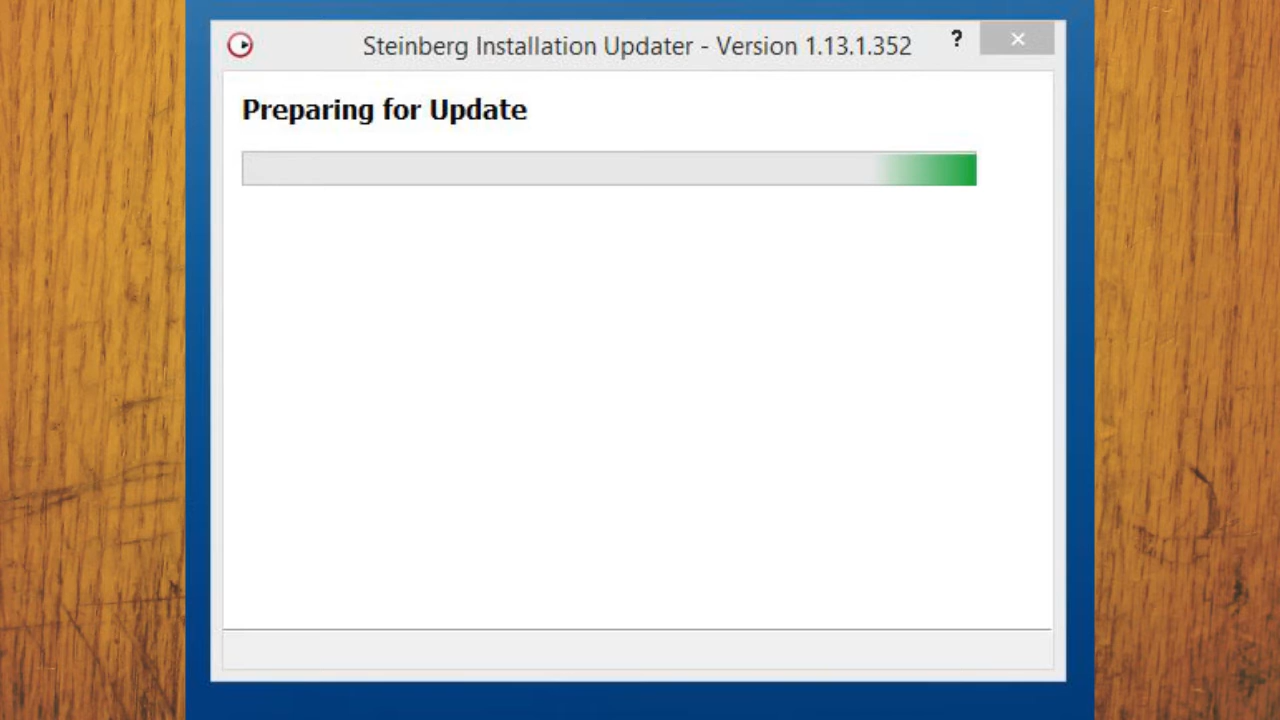 Steinberg Installation Updater - Version 1.13.1.352 ?
Preparing for Update